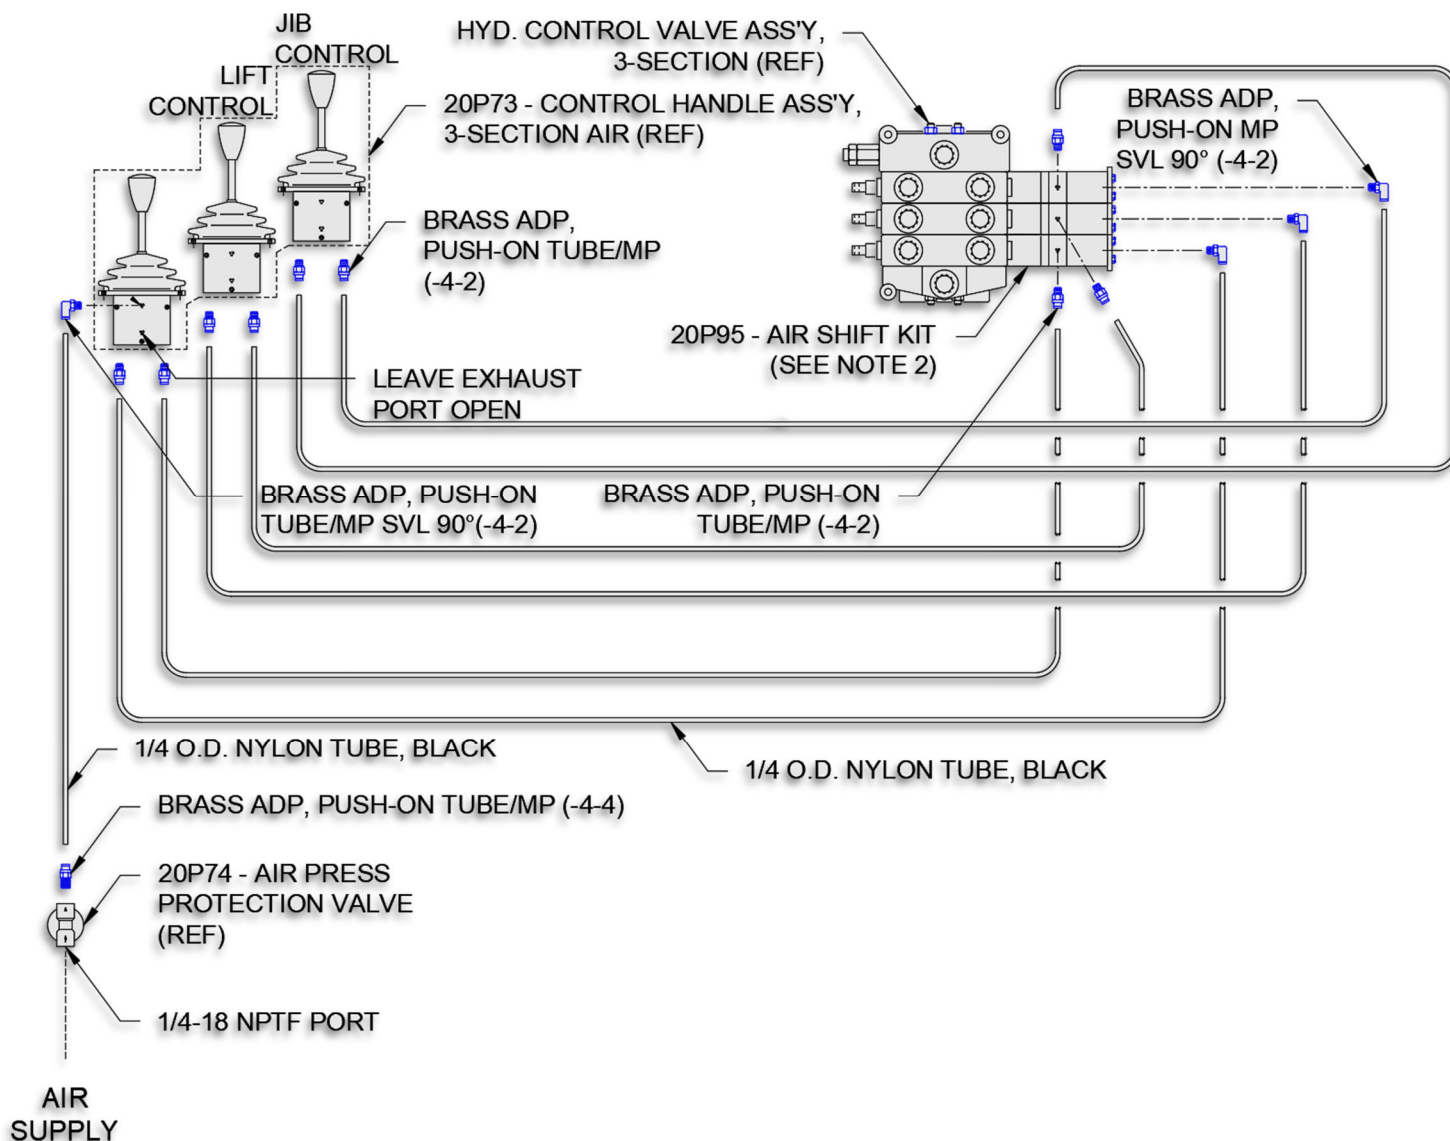 JIB
CONTROL
LIFT
CONTROL
HYD. CONTROL VALVE ASS'Y,
3-SECTION (REF)
20P73 - CONTROL HANDLE ASS'Y,
3-SECTION AIR (REF)
BRASS ADP,
PUSH-ON MP
SVL 90° (-4-2)
BRASS ADP,
PUSH-ON TUBE/MP
(-4-2)
20P95 - AIR SHIFT KIT
(SEE NOTE 2)
LEAVE EXHAUST
PORT OPEN
BRASS ADP, PUSH-ON
TUBE/MP SVL 90°(-4-2)
BRASS ADP, PUSH-ON
TUBE/MP (-4-2)
1/4 O.D. NYLON TUBE, BLACK
1/4 O.D. NYLON TUBE, BLACK
BRASS ADP, PUSH-ON TUBE/MP (-4-4)
20P74 - AIR PRESS
PROTECTION VALVE
(REF)
1/4-18 NPTF PORT
AIR
SUPPLY